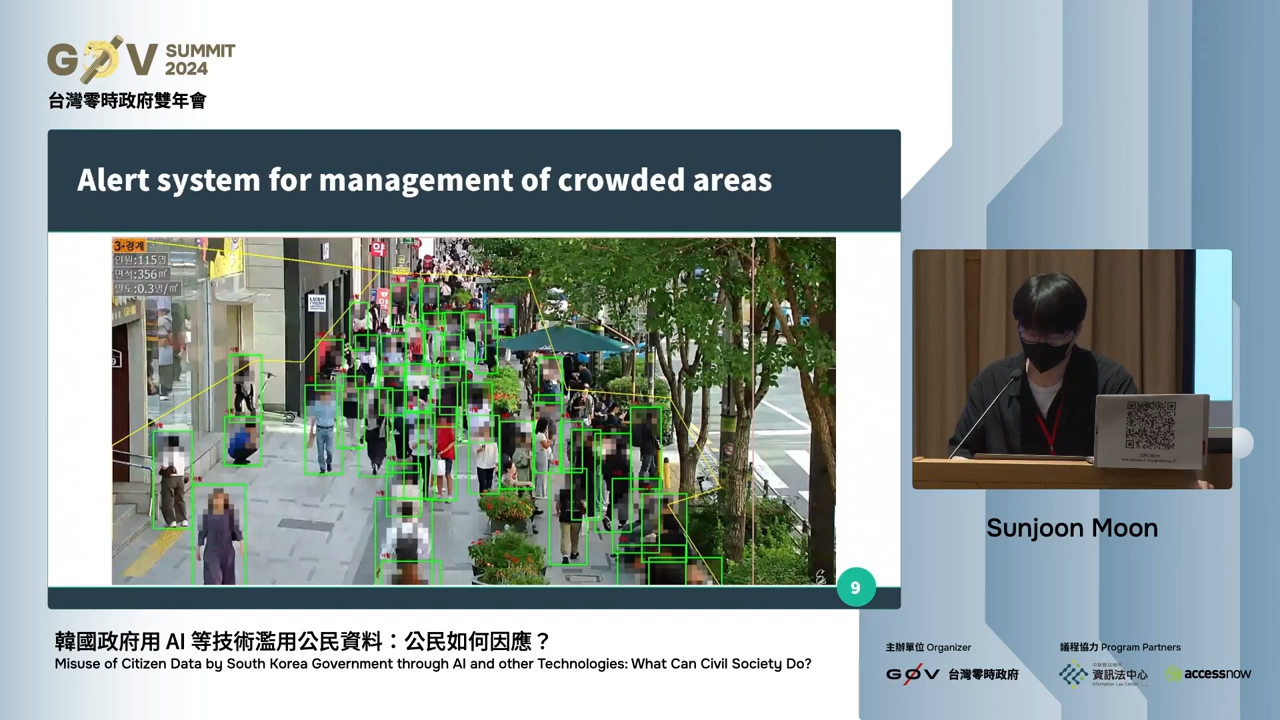 G0V SUMMIT
2024
台灣零時政府雙年會
Alert system for management of crowded areas
3-경계
인원:115명
면적:356㎡
밀도:0.3명/㎡
LUSH
약
9
Sunjoon Moon
韓國政府用 AI 等技術濫用公民資料：公民如何因應？
Misuse of Citizen Data by South Korea Government through AI and other Technologies: What Can Civil Society Do?
主辦單位 Organizer
G0V 台灣零時政府
議程協力 Program Partners
資訊法中心
Information Law Center
accessnow